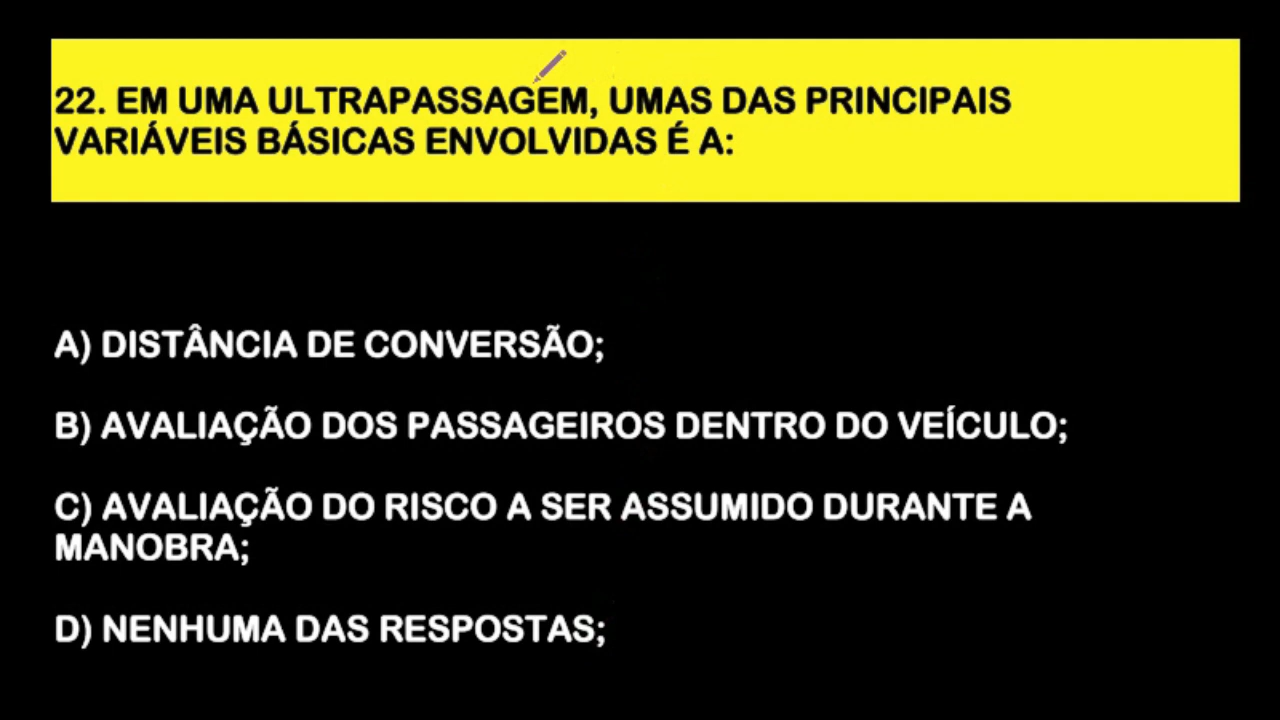 22. EM UMA ULTRAPASSAGEM, UMAS DAS PRINCIPAIS
VARIÁVEIS BÁSICAS ENVOLVIDAS É A:
A) DISTÂNCIA DE CONVERSÃO;
B) AVALIAÇÃO DOS PASSAGEIROS DENTRO DO VEÍCULO;
C) AVALIAÇÃO DO RISCO A SER ASSUMIDO DURANTE A
MANOBRA;
D) NENHUMA DAS RESPOSTAS;